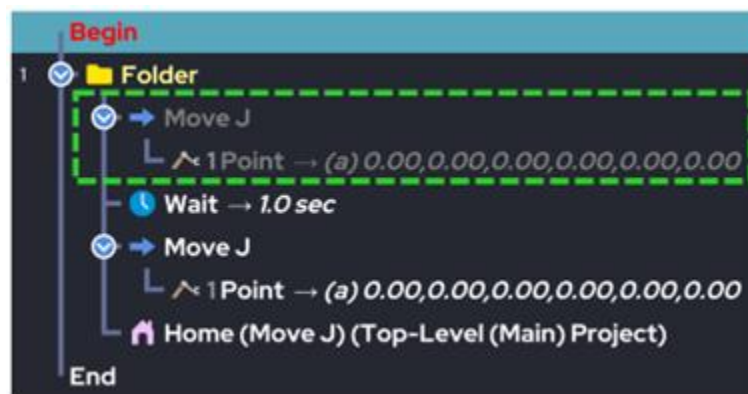 Begin
1 Folder
Move J
1 Point → (a) 0.00,0.00,0.00,0.00,0.00,0.00
Wait → 1.0 sec
Move J
1 Point → (a) 0.00,0.00,0.00,0.00,0.00,0.00
Home (Move J) (Top-Level (Main) Project)
End